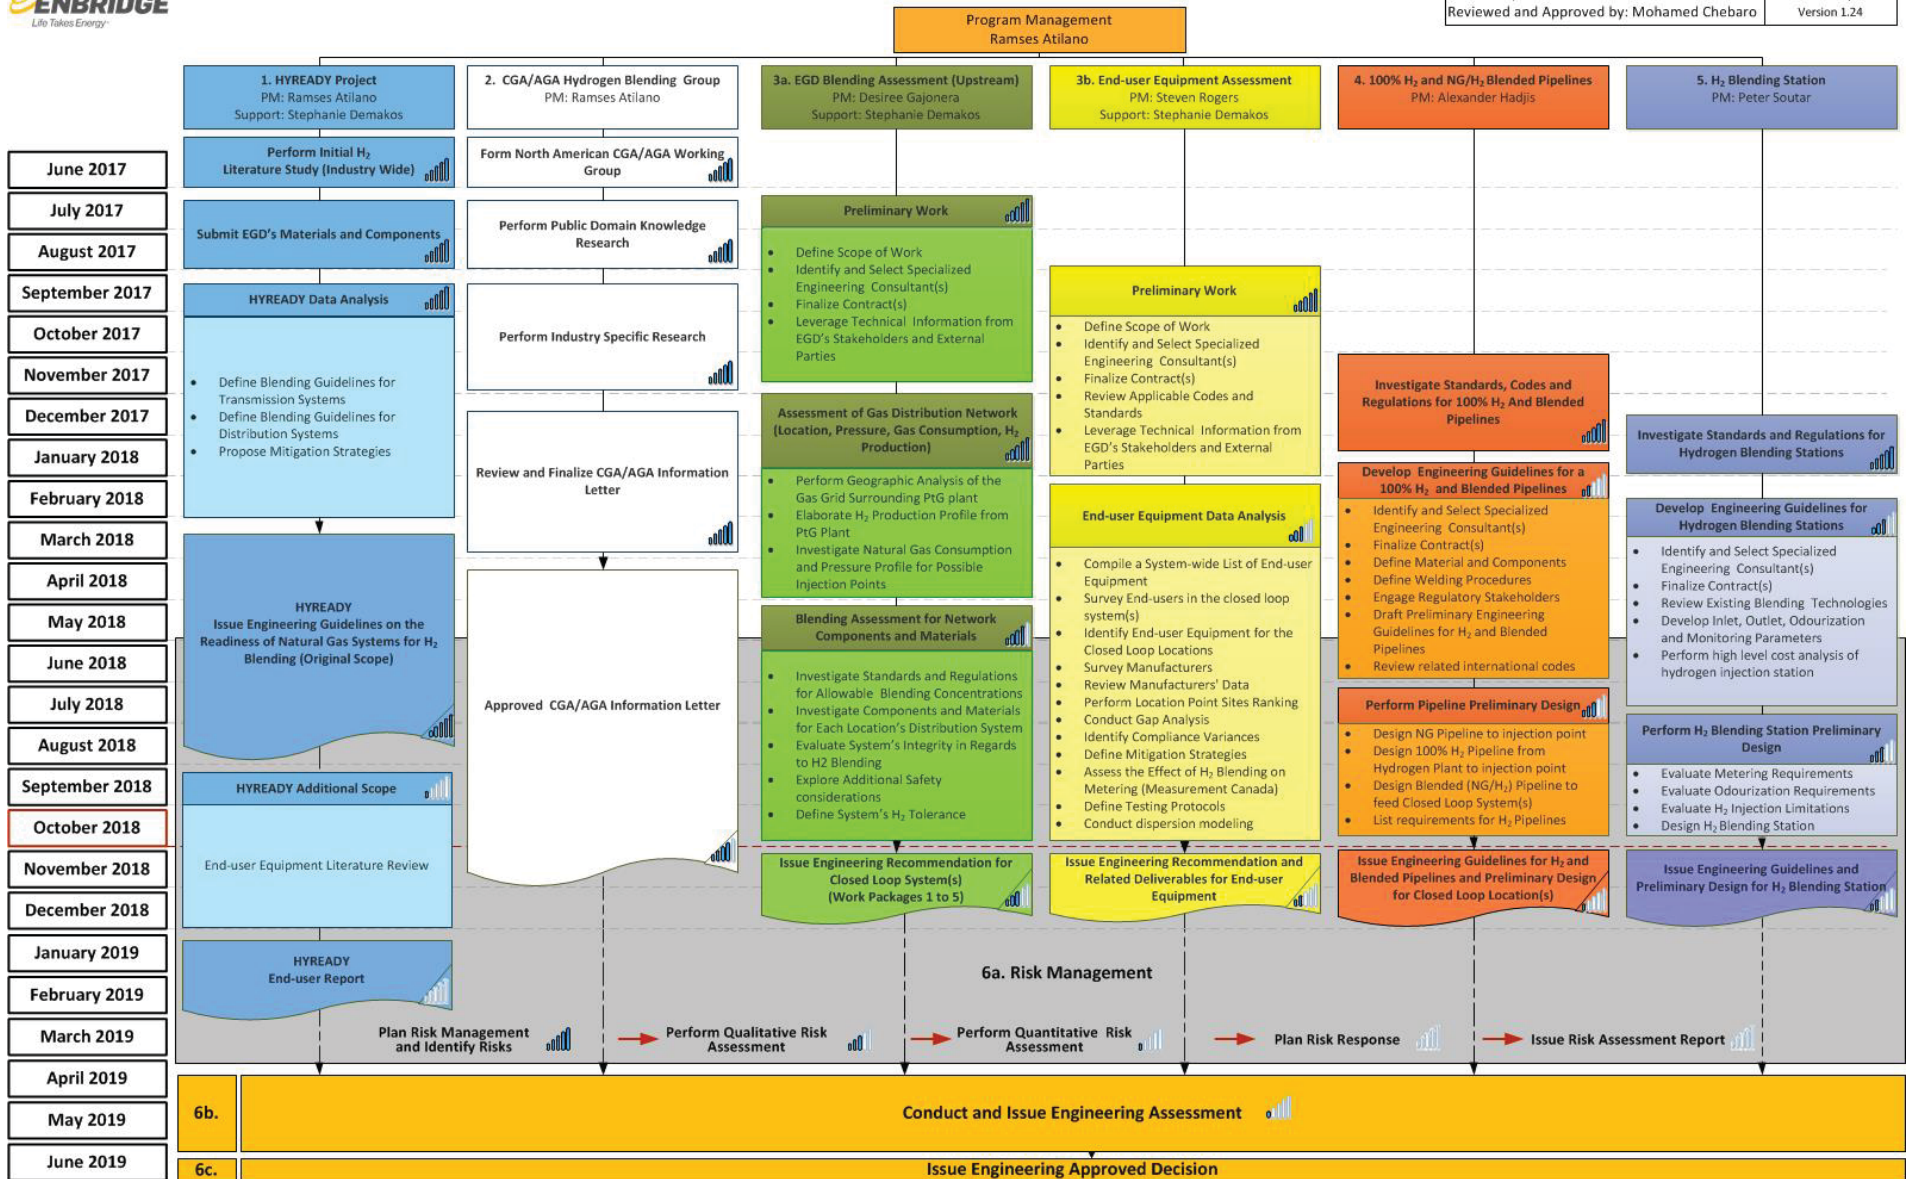 ENBRIDGE
Life Takes Energy
Program Management
Ramses Atilano
Reviewed and Approved by: Mohamed Chebaro
Version 1.24
1. HYREADY Project
PM: Ramses Atilano
Support: Stephanie Demakos
2. CGA/AGA Hydrogen Blending Group
PM: Ramses Atilano
3a. EGD Blending Assessment (Upstream)
PM: Desiree Gajonera
Support: Stephanie Demakos
3b. End-user Equipment Assessment
PM: Steven Rogers
Support: Stephanie Demakos
4. 100% H₂ and NG/H₂ Blended Pipelines
PM: Alexander Hadjis
5. H₂ Blending Station
PM: Peter Soutar
June 2017
July 2017
August 2017
September 2017
October 2017
November 2017
December 2017
January 2018
February 2018
March 2018
April 2018
May 2018
June 2018
July 2018
August 2018
September 2018
October 2018
November 2018
December 2018
January 2019
February 2019
March 2019
April 2019
May 2019
June 2019
Perform Initial H₂
Literature Study (Industry Wide)
Submit EGD's Materials and Components
HYREADY Data Analysis
• Define Blending Guidelines for
Transmission Systems
• Define Blending Guidelines for
Distribution Systems
• Propose Mitigation Strategies
HYREADY
Issue Engineering Guidelines on the
Readiness of Natural Gas Systems for H₂
Blending (Original Scope)
HYREADY Additional Scope
End-user Equipment Literature Review
HYREADY
End-user Report
Form North American CGA/AGA Working
Group
Perform Public Domain Knowledge
Research
Perform Industry Specific Research
Review and Finalize CGA/AGA Information
Letter
Approved CGA/AGA Information Letter
Preliminary Work
• Define Scope of Work
• Identify and Select Specialized
Engineering Consultant(s)
• Finalize Contract(s)
• Leverage Technical Information from
EGD's Stakeholders and External
Parties
Assessment of Gas Distribution Network
(Location, Pressure, Gas Consumption, H₂
Production)
• Perform Geographic Analysis of the
Gas Grid Surrounding PtG plant
• Elaborate H₂ Production Profile from
PtG Plant
• Investigate Natural Gas Consumption
and Pressure Profile for Possible
Injection Points
Blending Assessment for Network
Components and Materials
• Investigate Standards and Regulations
for Allowable Blending Concentrations
• Investigate Components and Materials
for Each Location's Distribution System
• Evaluate System's Integrity in Regards
to H2 Blending
• Explore Additional Safety
considerations
• Define System's H₂ Tolerance
Issue Engineering Recommendation for
Closed Loop System(s)
(Work Packages 1 to 5)
Preliminary Work
• Define Scope of Work
• Identify and Select Specialized
Engineering Consultant(s)
• Finalize Contract(s)
• Review Applicable Codes and
Standards
• Leverage Technical Information from
EGD's Stakeholders and External
Parties
End-user Equipment Data Analysis
• Compile a System-wide List of End-user
Equipment
• Survey End-users in the closed loop
system(s)
• Identify End-user Equipment for the
Closed Loop Locations
• Survey Manufacturers
• Review Manufacturers' Data
• Perform Location Point Sites Ranking
• Conduct Gap Analysis
• Identify Compliance Variances
• Define Mitigation Strategies
• Assess the Effect of H₂ Blending on
Metering (Measurement Canada)
• Define Testing Protocols
• Conduct dispersion modeling
Issue Engineering Recommendation and
Related Deliverables for End-user
Equipment
Investigate Standards, Codes and
Regulations for 100% H₂ And Blended
Pipelines
Develop Engineering Guidelines for a
100% H₂ and Blended Pipelines
• Identify and Select Specialized
Engineering Consultant(s)
• Finalize Contract(s)
• Define Material and Components
• Define Welding Procedures
• Engage Regulatory Stakeholders
• Draft Preliminary Engineering
Guidelines for H₂ and Blended
Pipelines
• Review related international codes
Perform Pipeline Preliminary Design
• Design NG Pipeline to injection point
• Design 100% H₂ Pipeline from
Hydrogen Plant to injection point
• Design Blended (NG/H₂) Pipeline to
feed Closed Loop System(s)
• List requirements for H₂ Pipelines
Issue Engineering Guidelines for H₂ and
Blended Pipelines and Preliminary Design
for Closed Loop Location(s)
Investigate Standards and Regulations for
Hydrogen Blending Stations
Develop Engineering Guidelines for
Hydrogen Blending Stations
• Identify and Select Specialized
Engineering Consultant(s)
• Finalize Contract(s)
• Review Existing Blending Technologies
• Develop Inlet, Outlet, Odourization
and Monitoring Parameters
• Perform high level cost analysis of
hydrogen injection station
Perform H₂ Blending Station Preliminary
Design
• Evaluate Metering Requirements
• Evaluate Odourization Requirements
• Evaluate H₂ Injection Limitations
• Design H₂ Blending Station
Issue Engineering Guidelines and
Preliminary Design for H₂ Blending Station
6a. Risk Management
Plan Risk Management
and Identify Risks
Perform Qualitative Risk
Assessment
Perform Quantitative Risk
Assessment
Plan Risk Response
Issue Risk Assessment Report
6b.
Conduct and Issue Engineering Assessment
6c.
Issue Engineering Approved Decision